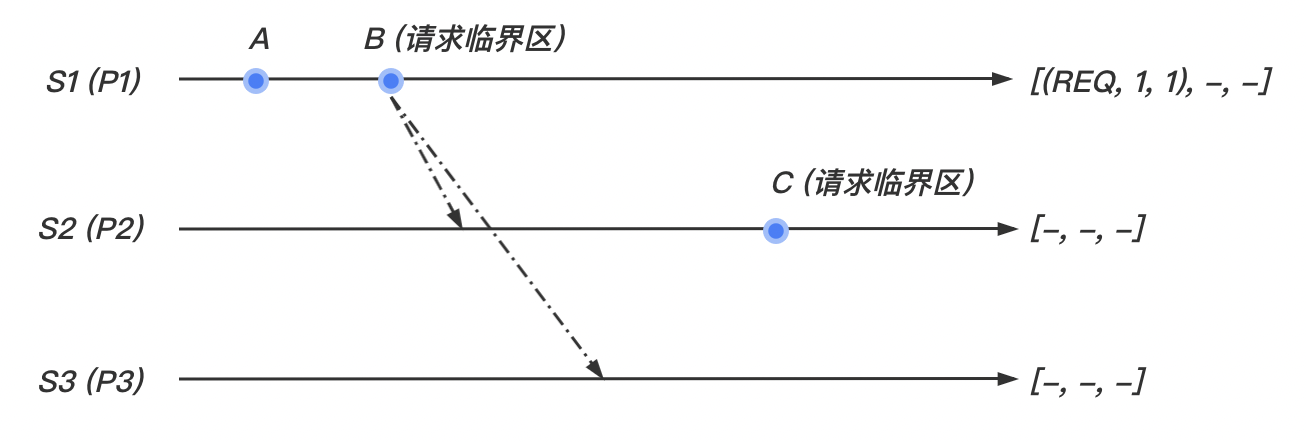 A
B (请求临界区)
S1 (P1)
[(REQ, 1, 1), –, –]
C (请求临界区)
S2 (P2)
[–, –, –]
S3 (P3)
[–, –, –]